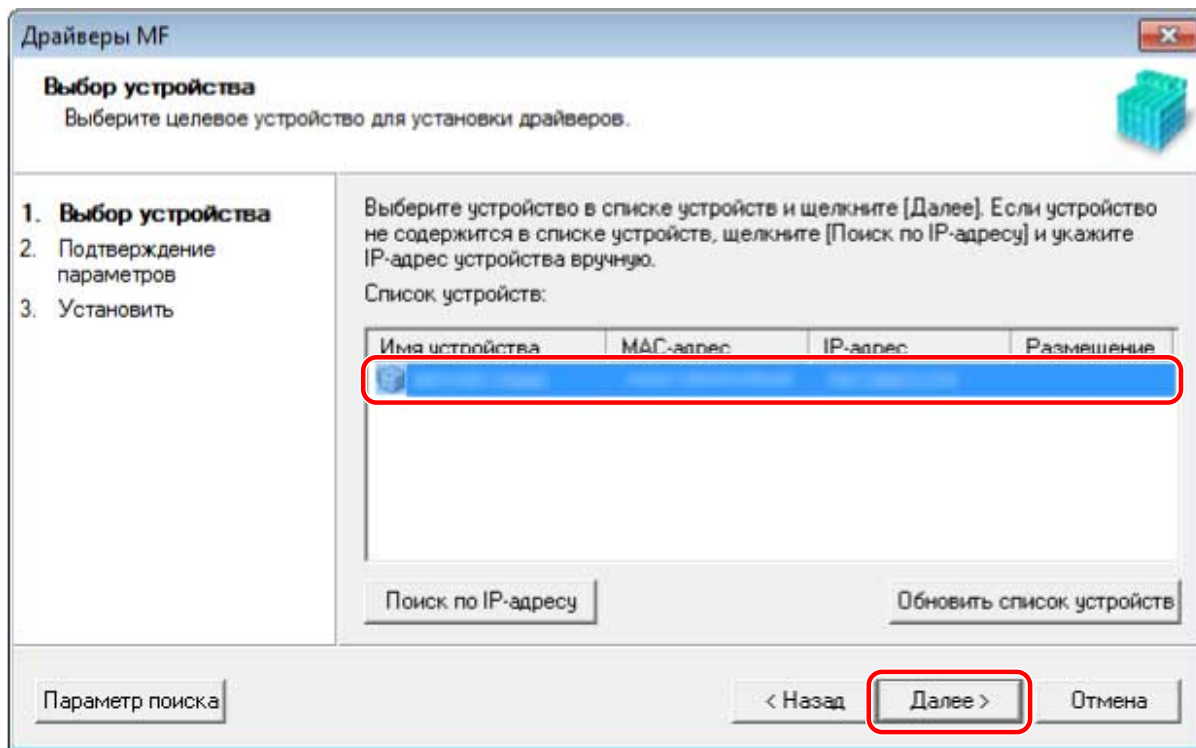 Драйверы MF
Выбор устройства
Выберите целевое устройство для установки драйверов.
1. Выбор устройства
2. Подтверждение
параметров
3. Установить
Выберите устройство в списке устройств и щелкните [Далее]. Если устройство
не содержится в списке устройств, щелкните [Поиск по IP-адресу] и укажите
IP-адрес устройства вручную.
Список устройств:
Имя устройства MAC-адрес IP-адрес Размещение
Поиск по IP-адресу Обновить список устройств
Параметр поиска < Назад Далее > Отмена